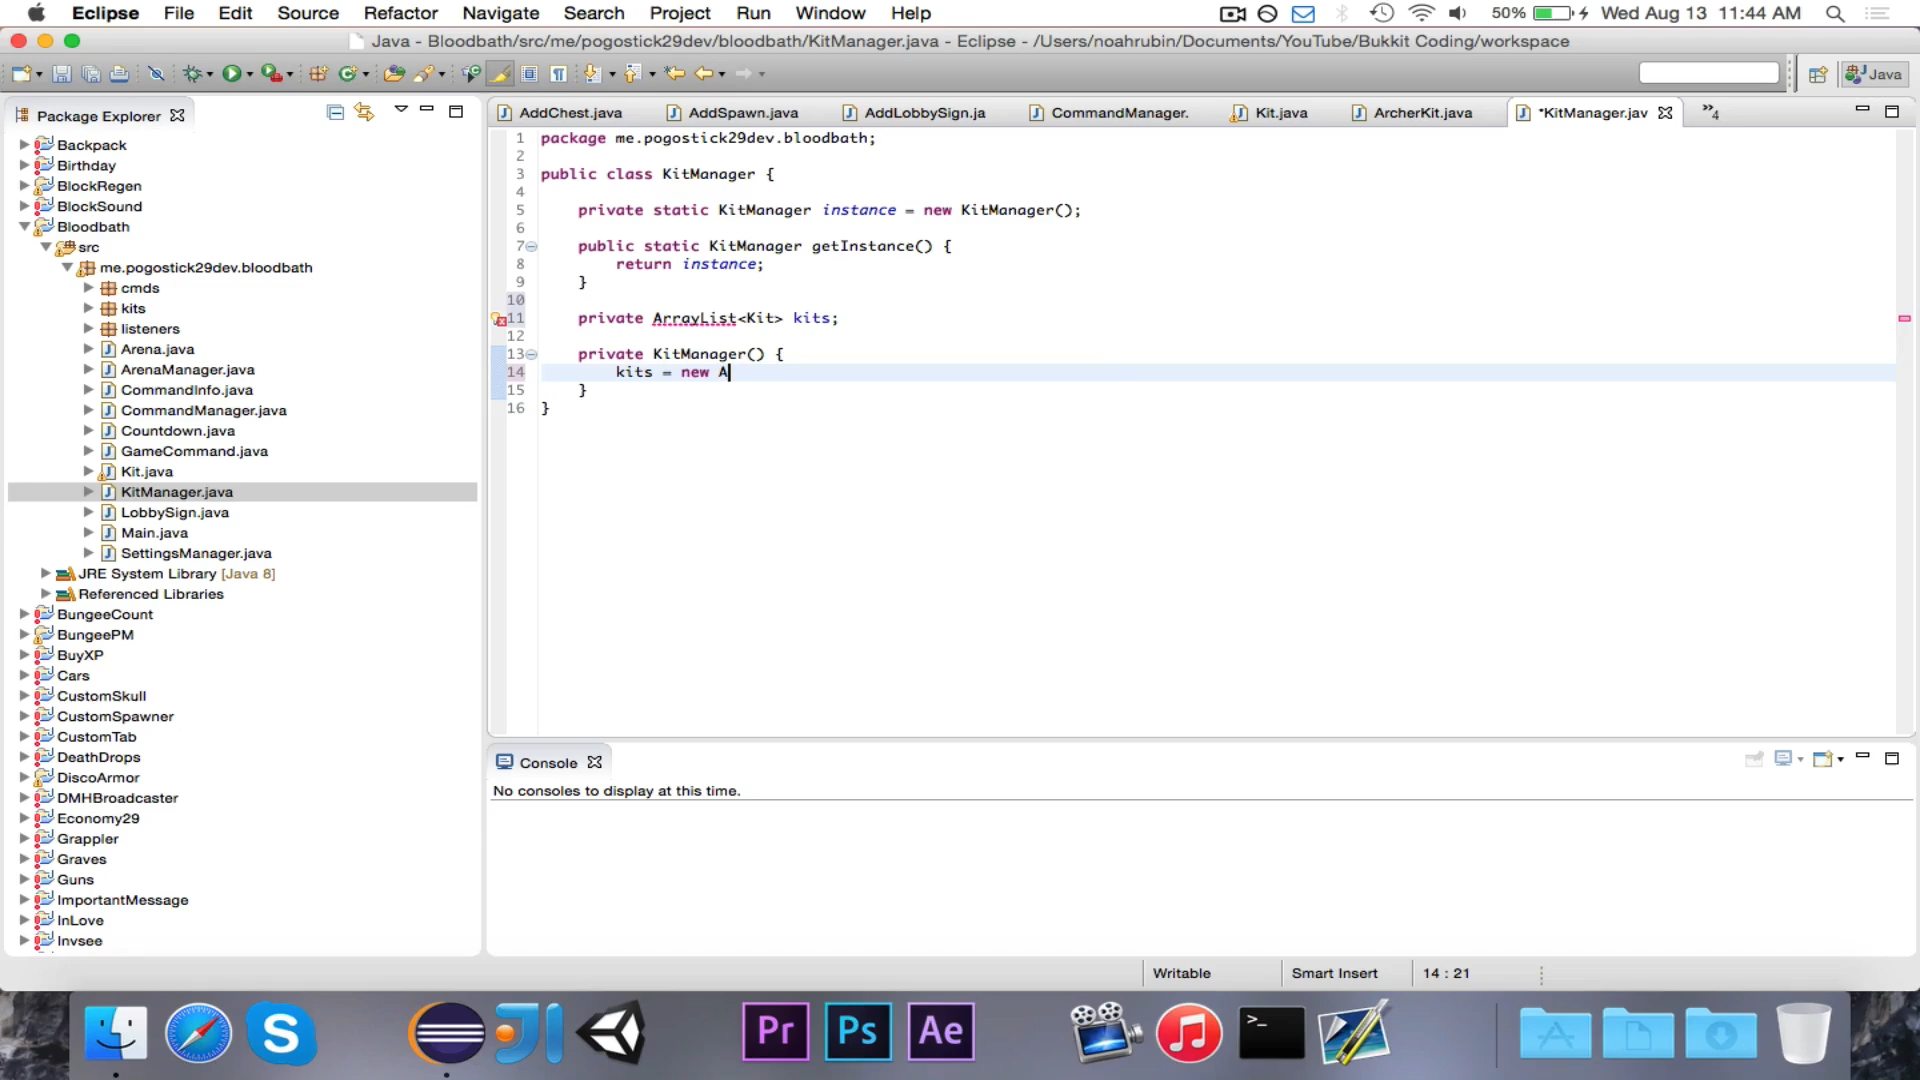 Eclipse File Edit Source Refactor Navigate Search Project Run Window Help 50% Wed Aug 13 11:44 AM
Java - Bloodbath/src/me/pogostick29dev/bloodbath/KitManager.java - Eclipse - /Users/noahrubin/Documents/YouTube/Bukkit Coding/workspace
Java
Package Explorer
Backpack
Birthday
BlockRegen
BlockSound
Bloodbath
src
me.pogostick29dev.bloodbath
cmds
kits
listeners
Arena.java
ArenaManager.java
CommandInfo.java
CommandManager.java
Countdown.java
GameCommand.java
Kit.java
KitManager.java
LobbySign.java
Main.java
SettingsManager.java
JRE System Library [Java 8]
Referenced Libraries
BungeeCount
BungeePM
BuyXP
Cars
CustomSkull
CustomSpawner
CustomTab
DeathDrops
DiscoArmor
DMHBroadcaster
Economy29
Grappler
Graves
Guns
ImportantMessage
InLove
Invsee
AddChest.java AddSpawn.java AddLobbySign.ja CommandManager. Kit.java ArcherKit.java *KitManager.jav »4
1 package me.pogostick29dev.bloodbath;
2
3 public class KitManager {
4
5 private static KitManager instance = new KitManager();
6
7 public static KitManager getInstance() {
8 return instance;
9 }
10
11 private ArrayList<Kit> kits;
12
13 private KitManager() {
14 kits = new A
15 }
16 }
Console
No consoles to display at this time.
Writable Smart Insert 14 : 21
S Pr Ps Ae >_